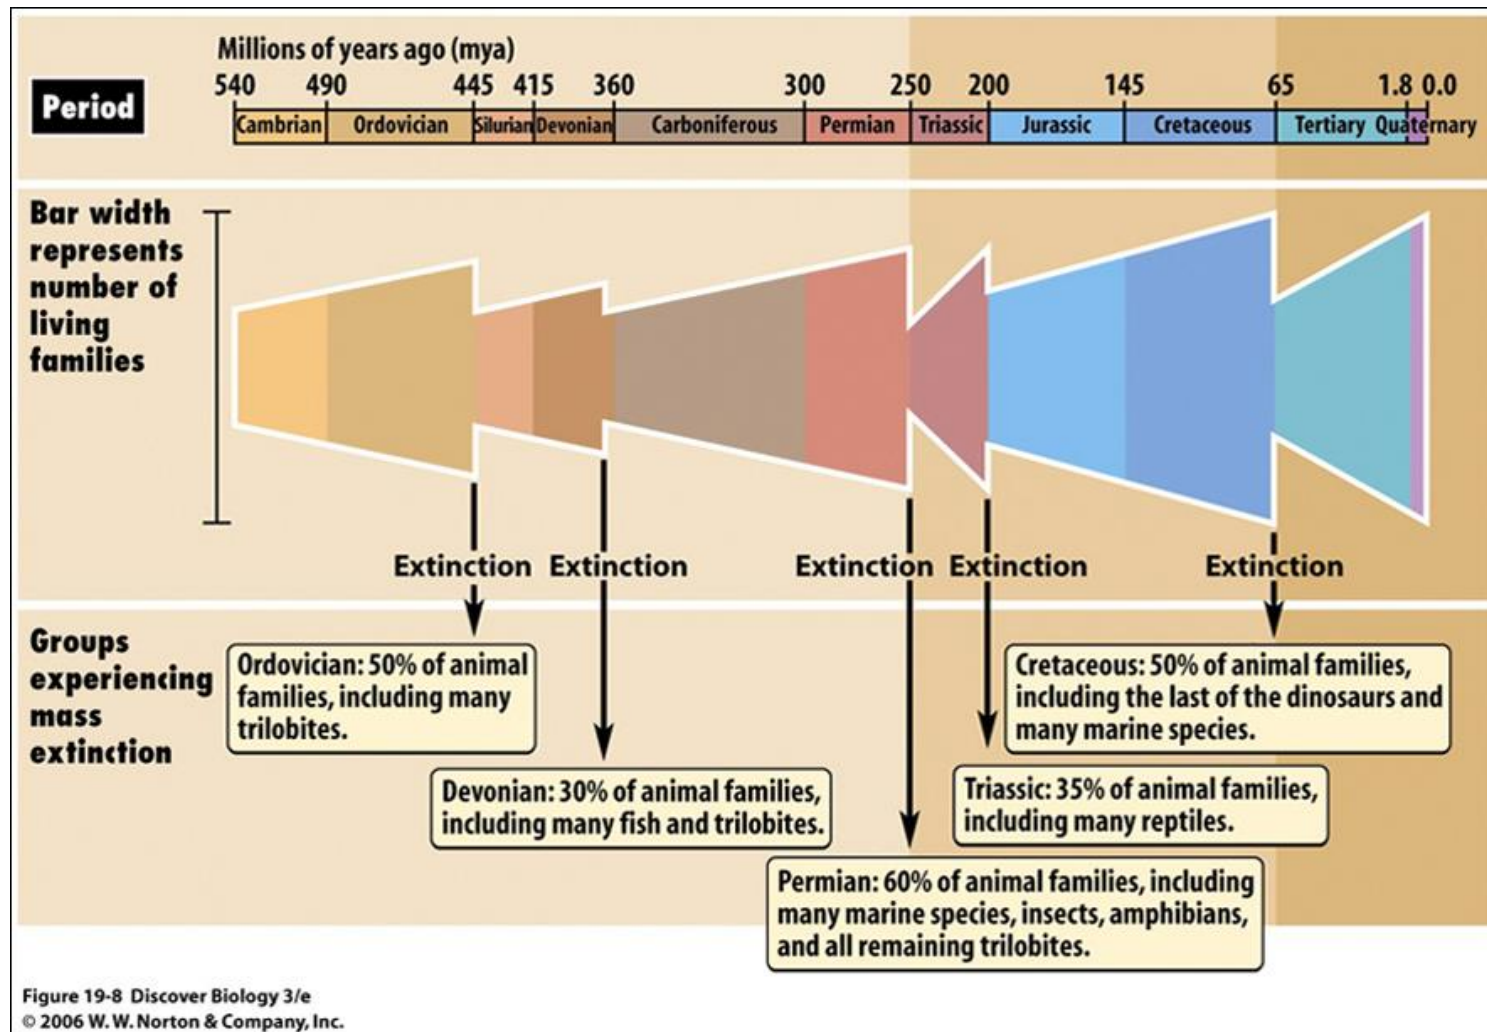 Millions of years ago (mya)
540 490 445 415 360 300 250 200 145 65 1.8 0.0
Period
Cambrian Ordovician Silurian Devonian Carboniferous Permian Triassic Jurassic Cretaceous Tertiary Quaternary
Bar width
represents
number of
living
families
Extinction Extinction Extinction Extinction Extinction
Groups
experiencing
mass
extinction
Ordovician: 50% of animal
families, including many
trilobites.
Cretaceous: 50% of animal families,
including the last of the dinosaurs and
many marine species.
Devonian: 30% of animal families,
including many fish and trilobites.
Triassic: 35% of animal families,
including many reptiles.
Permian: 60% of animal families, including
many marine species, insects, amphibians,
and all remaining trilobites.
Figure 19-8 Discover Biology 3/e
© 2006 W. W. Norton & Company, Inc.